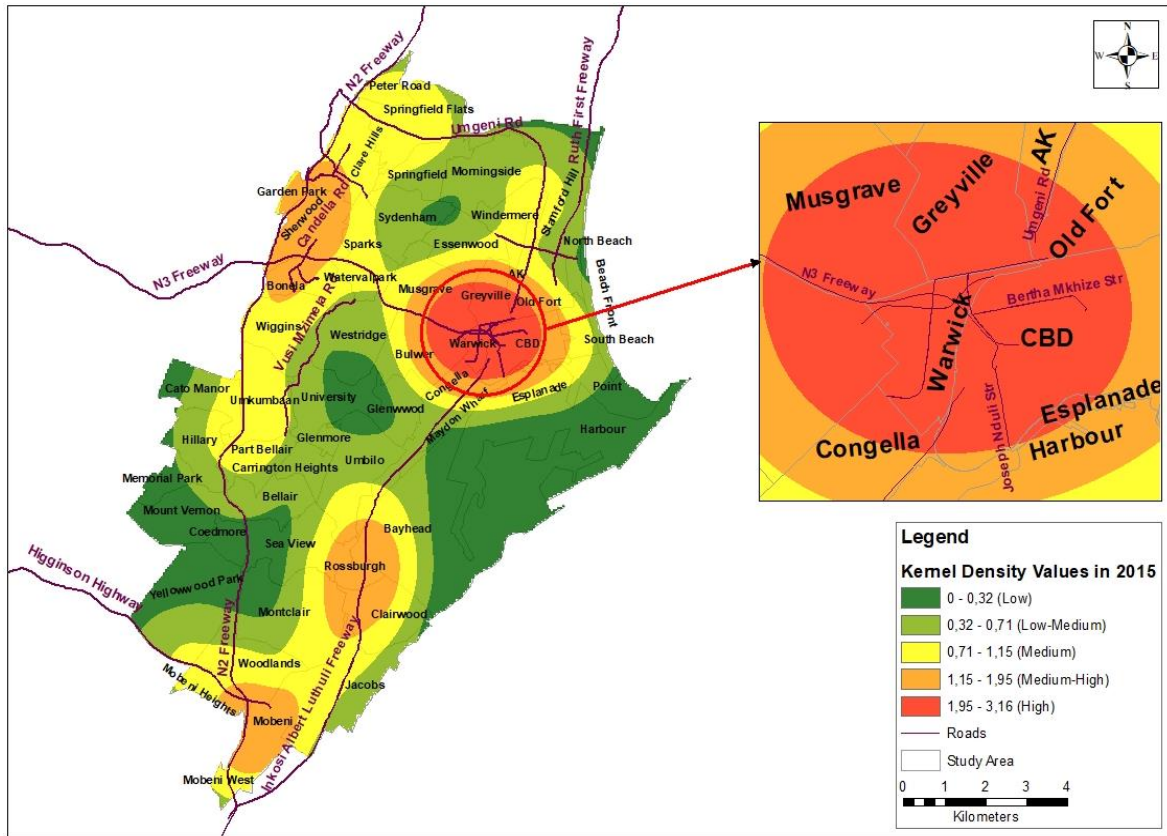 N2 Freeway
Peter Road
Springfield Flats
Umgeni Rd
Ruth First Freeway
Clare Hills
Springfield
Morningside
Garden Park
Sherwood
Candella Rd
Sydenham
Windermere
Stamford Hill
Sparks
Essenwood
North Beach
N3 Freeway
Watervalpark
AK
Beach Front
Bonela
Musgrave
Greyville
Old Fort
Wiggins
Vusi Mzimela Rd
Westridge
Bulwer
Warwick
CBD
South Beach
Cato Manor
Umkumbaan
University
Congella
Esplanade
Point
Glenwwod
Maydon Wharf
Harbour
Hillary
Glenmore
Part Bellair
Umbilo
Carrington Heights
Memorial Park
Bellair
Mount Vernon
Coedmore
Sea View
Bayhead
Rossburgh
Higginson Highway
Yellowwood Park
Montclair
Clairwood
N2 Freeway
Woodlands
Mobeni Heights
Jacobs
Mobeni
Inkosi Albert Luthuli Freeway
Mobeni West
N
W
E
S
Musgrave
Greyville
AK
Umgeni Rd
Old Fort
N3 Freeway
Bertha Mkhize Str
Warwick
CBD
Congella
Joseph Nduli Str
Esplanade
Harbour
Legend
Kernel Density Values in 2015
0 - 0,32 (Low)
0,32 - 0,71 (Low-Medium)
0,71 - 1,15 (Medium)
1,15 - 1,95 (Medium-High)
1,95 - 3,16 (High)
Roads
Study Area
0 1 2 3 4
Kilometers